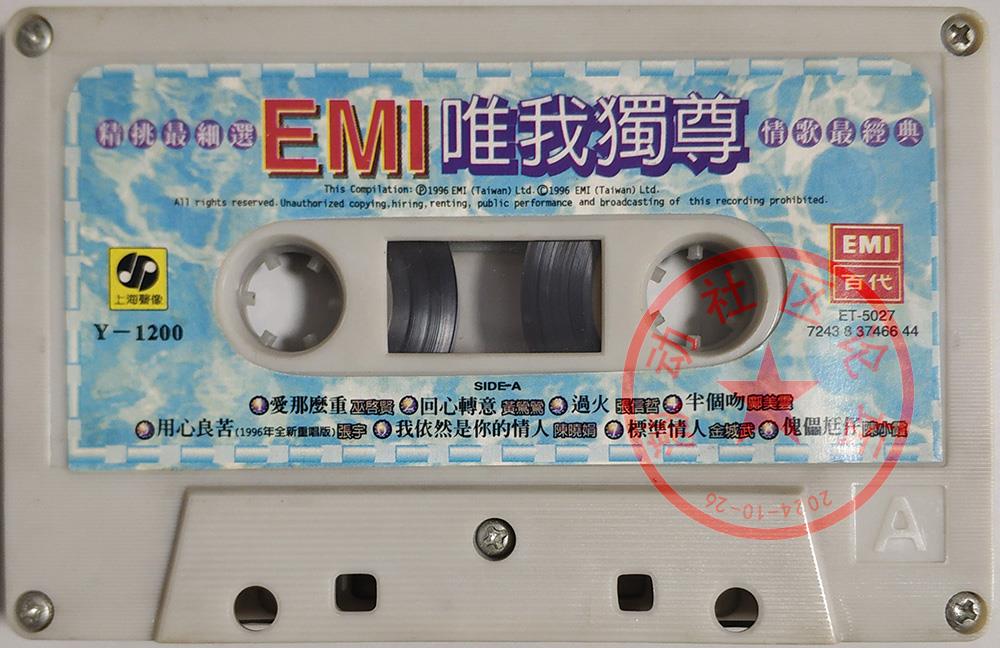 精挑最細選 EMI 唯我獨尊 情歌最經典
This Compilation: Ⓟ1996 EMI (Taiwan) Ltd. Ⓒ1996 EMI (Taiwan) Ltd.
All rights reserved. Unauthorized copying, hiring, renting, public performance and broadcasting of this recording prohibited.
上海聲像
Y－1200
EMI
百代
ET-5027
7243 8 37466 44
SIDE-A
愛那麼重 巫啓賢 回心轉意 黃鶯鶯 過火 張信哲 半個吻 鄭美雲
用心良苦(1996年全新重唱版) 張宇 我依然是你的情人 陳曉娟 標準情人 金城武 傀儡尪仔 陳小霞
2024-10-26
A